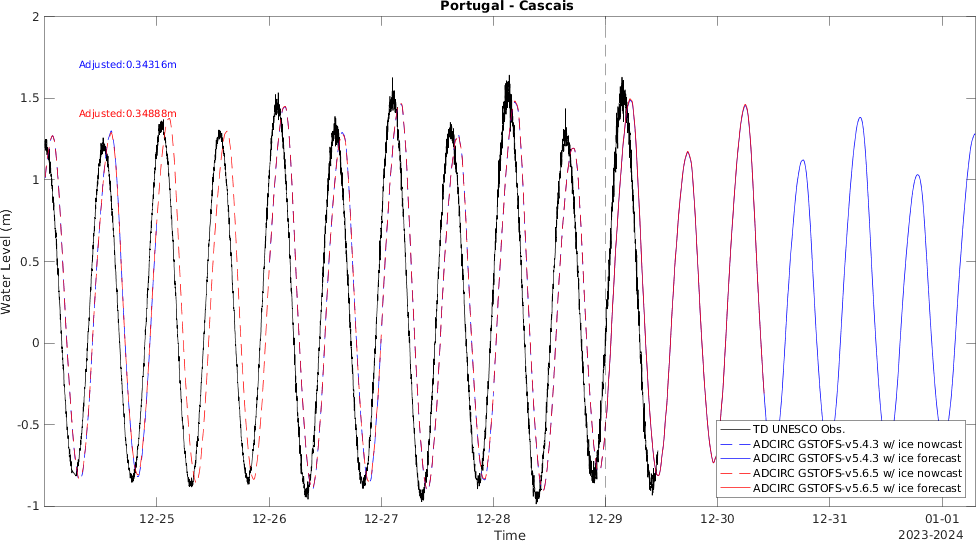 Portugal - Cascais
Adjusted:0.34316m
Adjusted:0.34888m
Water Level (m)
2
1.5
1
0.5
0
-0.5
-1
TD UNESCO Obs.
ADCIRC GSTOFS-v5.4.3 w/ ice nowcast
ADCIRC GSTOFS-v5.4.3 w/ ice forecast
ADCIRC GSTOFS-v5.6.5 w/ ice nowcast
ADCIRC GSTOFS-v5.6.5 w/ ice forecast
12-25 12-26 12-27 12-28 12-29 12-30 12-31 01-01
Time
2023-2024